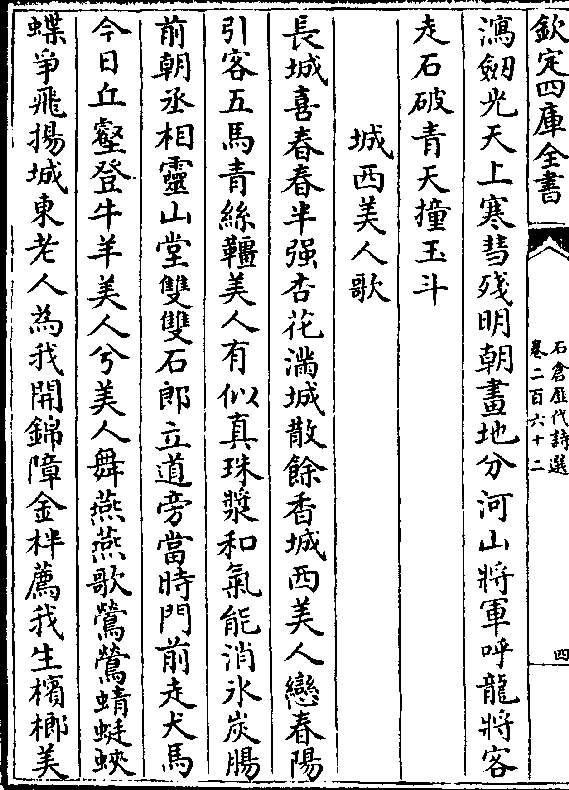 欽定四庫全書
石倉歷代詩選
卷二百六十二
四
瀉劒光天上寒彗殘明朝畫地分河山將軍呼龍將客
走石破青天撞玉斗
城西美人歌
長城喜春春半强杏花滿城散餘香城西美人戀春陽
引客五馬青絲韁美人有似真珠漿和氣能消氷炭腸
前朝丞相靈山堂雙雙石郎立道旁當時門前走犬馬
今日丘壑登牛羊美人兮美人舞燕燕歌鶯鶯蜻蜓蛺
蝶爭飛揚城東老人為我開錦障金柈薦我生檳榔美